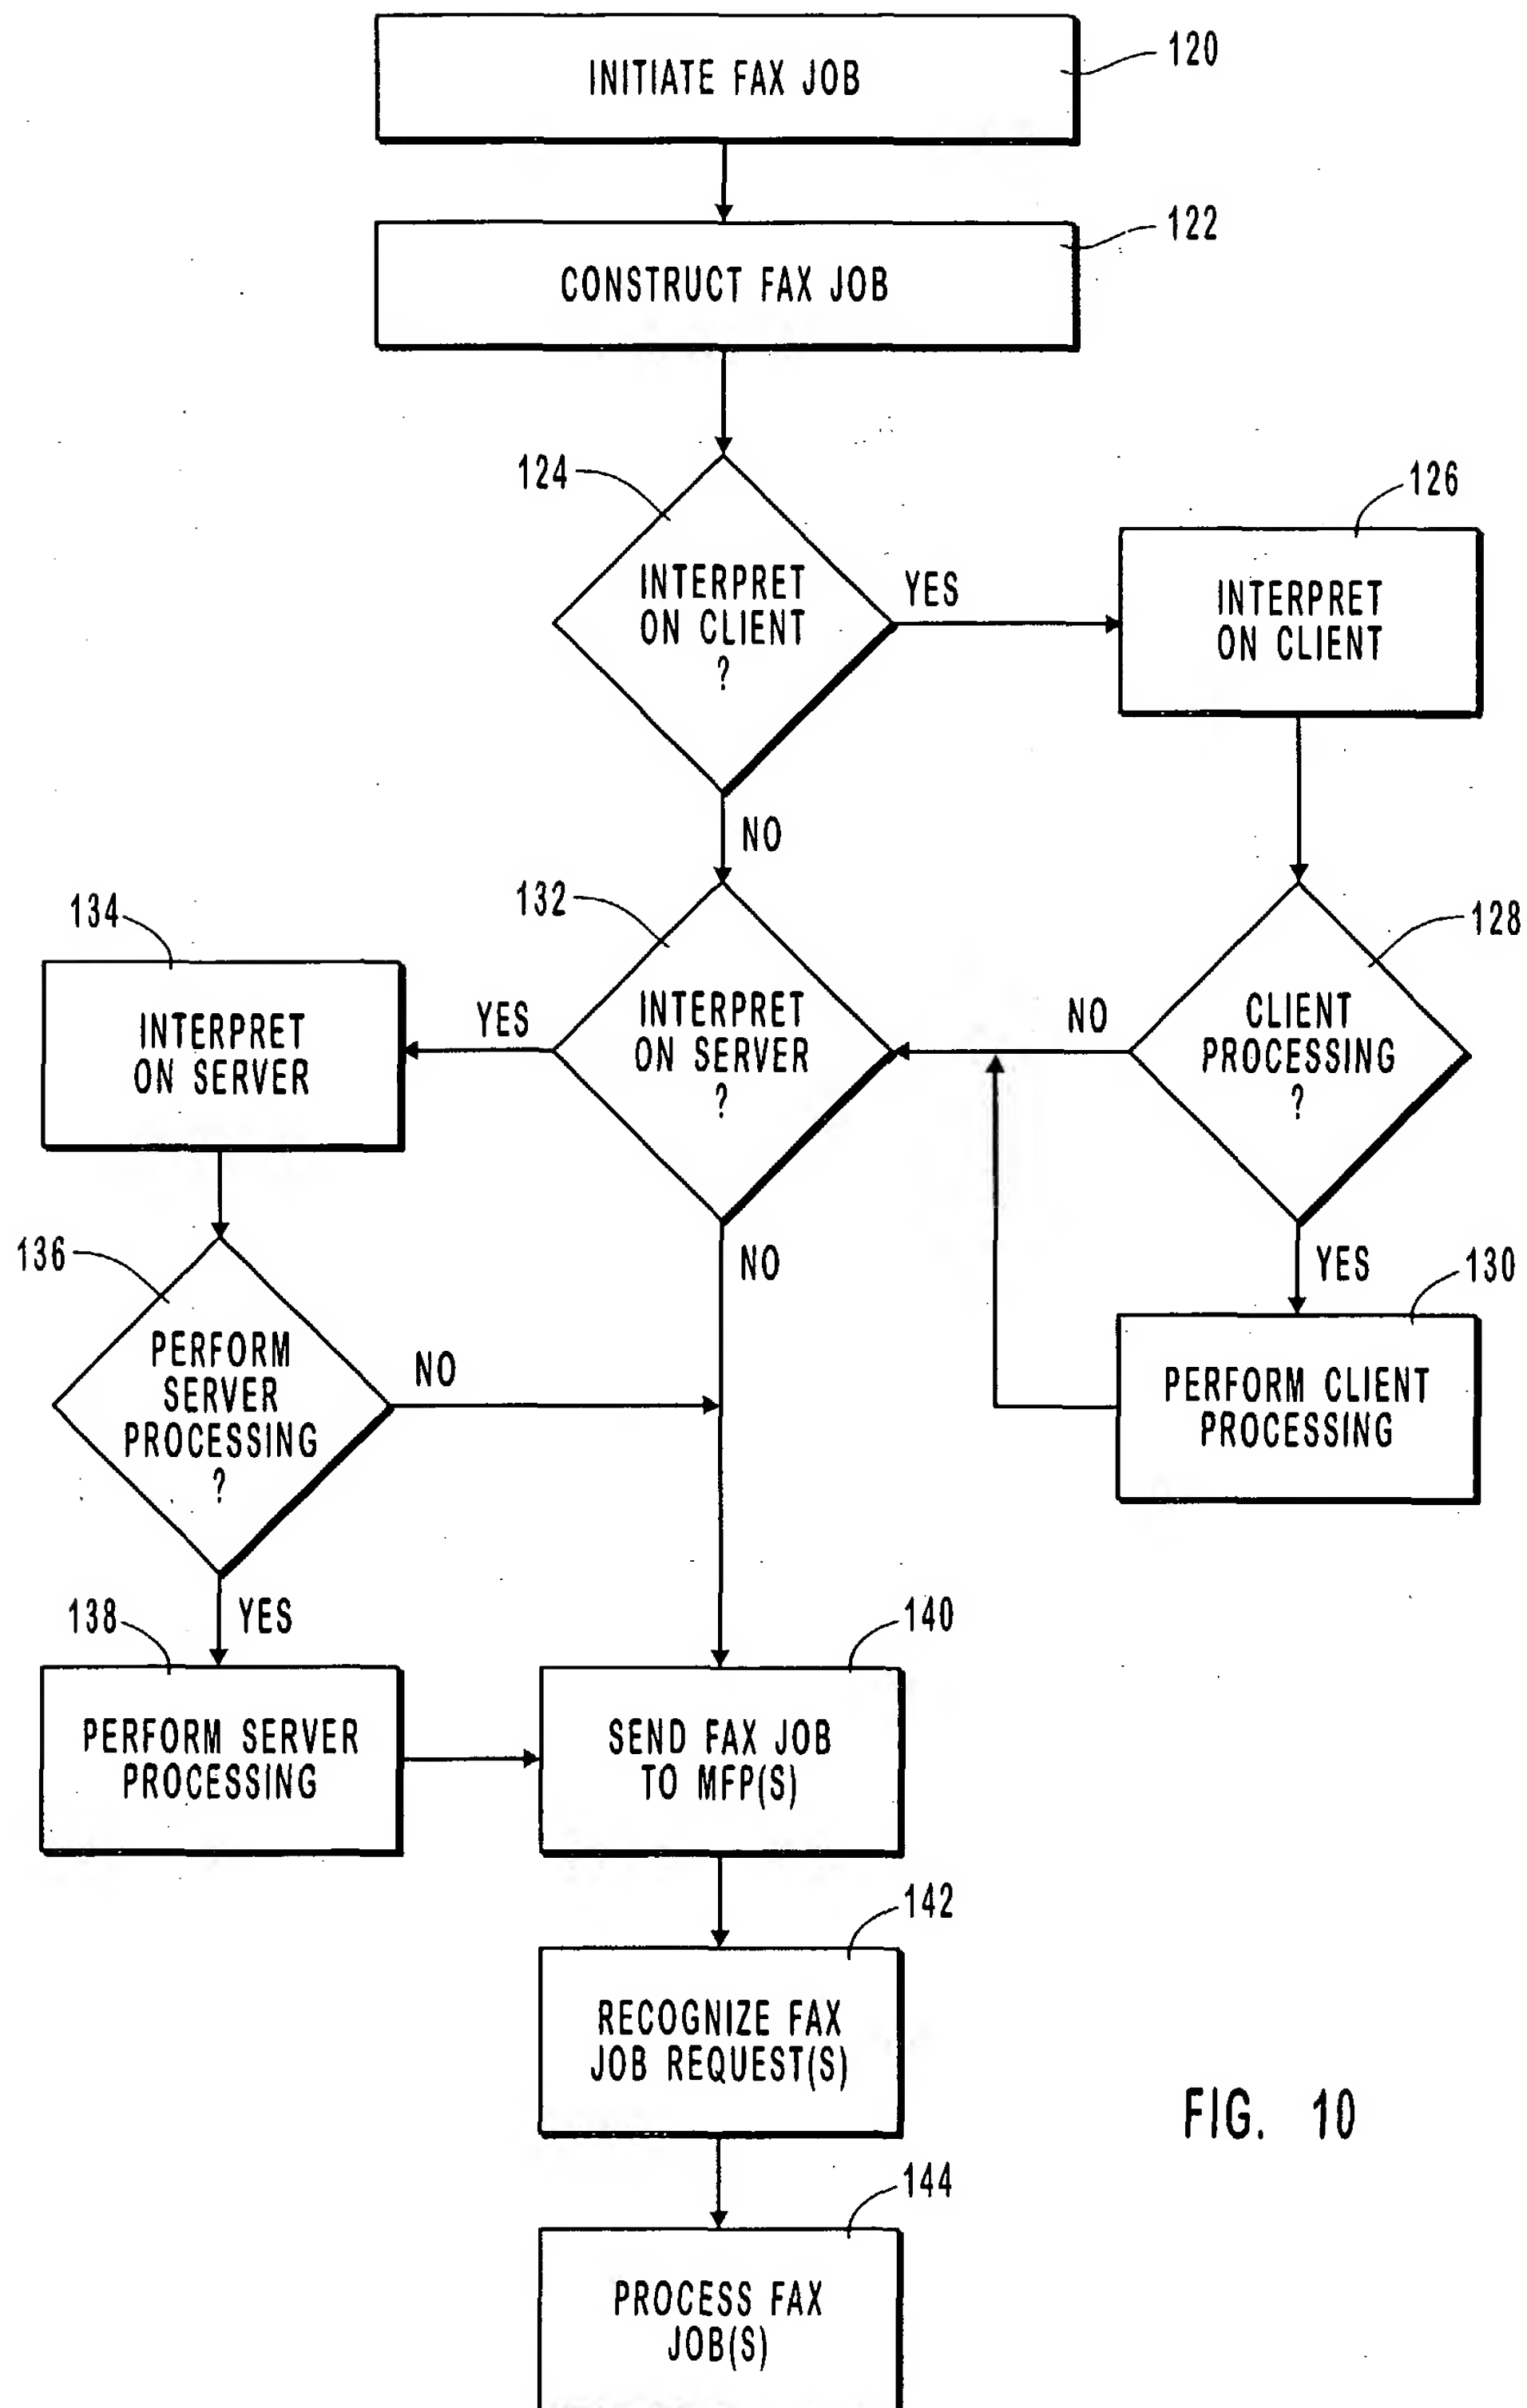 INITIATE FAX JOB
120
CONSTRUCT FAX JOB
122
124
INTERPRET
ON CLIENT
?
YES
126
INTERPRET
ON CLIENT
NO
134
INTERPRET
ON SERVER
YES
132
INTERPRET
ON SERVER
?
NO
128
CLIENT
PROCESSING
?
NO
YES
130
PERFORM CLIENT
PROCESSING
136
PERFORM
SERVER
PROCESSING
?
NO
YES
138
PERFORM SERVER
PROCESSING
140
SEND FAX JOB
TO MFP(S)
142
RECOGNIZE FAX
JOB REQUEST(S)
144
PROCESS FAX
JOB(S)
FIG. 10